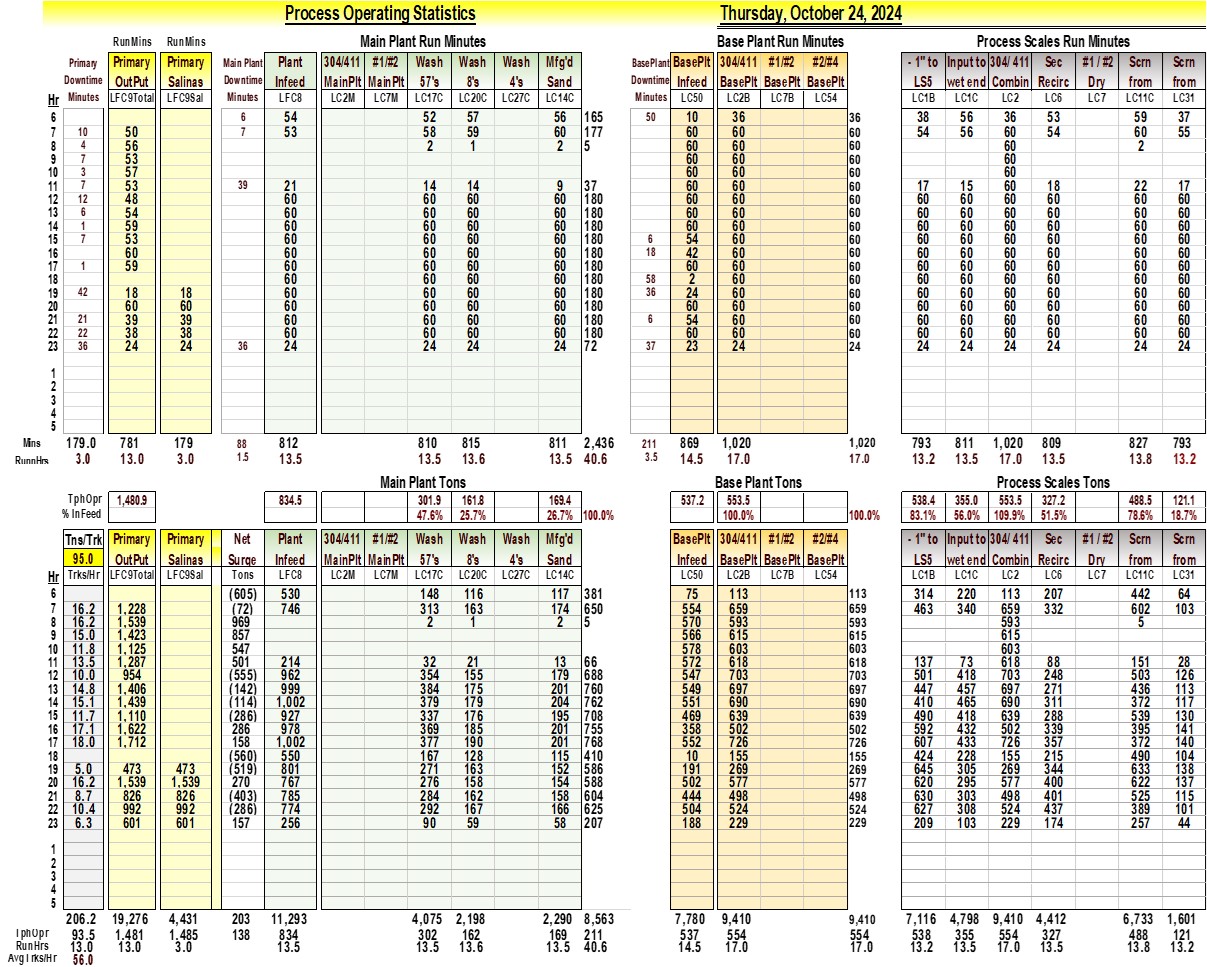 Process Operating Statistics Thursday, October 24, 2024
RunMins RunMins Main Plant Run Minutes Base Plant Run Minutes Process Scales Run Minutes
Primary Primary Primary Main Plant Plant 304/411 #1/#2 Wash Wash Wash Mfg'd BasePlant BasePlt 304/411 #1/#2 #2/#4 - 1" to Input to 304/ 411 Sec #1 / #2 Scrn Scrn
Downtime OutPut Salinas Downtime Infeed MainPlt MainPlt 57's 8's 4's Sand Downtime Infeed BasePlt BasePlt BasePlt LS5 wet end Combin Recirc Dry from from
Hr Minutes LFC9Total LFC9Sal Minutes LFC8 LC2M LC7M LC17C LC20C LC27C LC14C Minutes LC50 LC2B LC7B LC54 LC1B LC1C LC2 LC6 LC7 LC11C LC31
6 6 54 52 57 56 165 50 10 36 36 38 56 36 53 59 37
7 10 50 7 53 58 59 60 177 60 60 60 54 56 60 54 60 55
8 4 56 2 1 2 5 60 60 60 60 2
9 7 53 60 60 60 60
10 3 57 60 60 60 60
11 7 53 39 21 14 14 9 37 60 60 60 17 15 60 18 22 17
12 12 48 60 60 60 60 180 60 60 60 60 60 60 60 60 60
13 6 54 60 60 60 60 180 60 60 60 60 60 60 60 60 60
14 1 59 60 60 60 60 180 60 60 60 60 60 60 60 60 60
15 7 53 60 60 60 60 180 6 54 60 60 60 60 60 60 60 60
16 60 60 60 60 60 180 18 42 60 60 60 60 60 60 60 60
17 1 59 60 60 60 60 180 60 60 60 60 60 60 60 60 60
18 60 60 60 60 180 58 2 60 60 60 60 60 60 60 60
19 42 18 18 60 60 60 60 180 36 24 60 60 60 60 60 60 60 60
20 60 60 60 60 60 60 180 60 60 60 60 60 60 60 60 60
21 21 39 39 60 60 60 60 180 6 54 60 60 60 60 60 60 60 60
22 22 38 38 60 60 60 60 180 60 60 60 60 60 60 60 60 60
23 36 24 24 36 24 24 24 24 72 37 23 24 24 24 24 24 24 24 24
1
2
3
4
5
Mins 179.0 781 179 88 812 810 815 811 2,436 211 869 1,020 1,020 793 811 1,020 809 827 793
RunnHrs 3.0 13.0 3.0 1.5 13.5 13.5 13.6 13.5 40.6 3.5 14.5 17.0 17.0 13.2 13.5 17.0 13.5 13.8 13.2
Main Plant Tons Base Plant Tons Process Scales Tons
TphOpr 1,480.9 834.5 301.9 161.8 169.4 537.2 553.5 538.4 355.0 553.5 327.2 488.5 121.1
% InFeed 47.6% 25.7% 26.7% 100.0% 100.0% 100.0% 83.1% 56.0% 109.9% 51.5% 78.6% 18.7%
Tns/Trk Primary Primary Net Plant 304/411 #1/#2 Wash Wash Wash Mfg'd BasePlt 304/411 #1/#2 #2/#4 - 1" to Input to 304/ 411 Sec #1 / #2 Scrn Scrn
95.0 OutPut Salinas Surge Infeed MainPlt MainPlt 57's 8's 4's Sand Infeed BasePlt BasePlt BasePlt LS5 wet end Combin Recirc Dry from from
Hr Trks/Hr LFC9Total LFC9Sal Tons LFC8 LC2M LC7M LC17C LC20C LC27C LC14C LC50 LC2B LC7B LC54 LC1B LC1C LC2 LC6 LC7 LC11C LC31
6 (605) 530 148 116 117 381 75 113 113 314 220 113 207 442 64
7 16.2 1,228 (72) 746 313 163 174 650 554 659 659 463 340 659 332 602 103
8 16.2 1,539 969 2 1 2 5 570 593 593 593 5
9 15.0 1,423 857 566 615 615 615
10 11.8 1,125 547 578 603 603 603
11 13.5 1,287 501 214 32 21 13 66 572 618 618 137 73 618 88 151 28
12 10.0 954 (555) 962 354 155 179 688 547 703 703 501 418 703 248 503 126
13 14.8 1,406 (142) 999 384 175 201 760 549 697 697 447 457 697 271 436 113
14 15.1 1,439 (114) 1,002 379 179 204 762 551 690 690 410 465 690 311 372 117
15 11.7 1,110 (286) 927 337 176 195 708 469 639 639 490 418 639 288 539 130
16 17.1 1,622 286 978 369 185 201 755 358 502 502 592 432 502 339 395 141
17 18.0 1,712 158 1,002 377 190 201 768 552 726 726 607 433 726 357 372 140
18 (560) 550 167 128 115 410 10 155 155 424 228 155 215 490 104
19 5.0 473 473 (519) 801 271 163 152 586 191 269 269 645 305 269 344 633 138
20 16.2 1,539 1,539 270 767 276 158 154 588 502 577 577 620 295 577 400 622 137
21 8.7 826 826 (403) 785 284 162 158 604 444 498 498 630 303 498 401 525 115
22 10.4 992 992 (286) 774 292 167 166 625 504 524 524 627 308 524 437 389 101
23 6.3 601 601 157 256 90 59 58 207 188 229 229 209 103 229 174 257 44
1
2
3
4
5
206.2 19,276 4,431 203 11,293 4,075 2,198 2,290 8,563 7,780 9,410 9,410 7,116 4,798 9,410 4,412 6,733 1,601
TphOpr 93.5 1,481 1,485 138 834 302 162 169 211 537 554 554 538 355 554 327 488 121
RunHrs 13.0 13.0 3.0 13.5 13.5 13.6 13.5 40.6 14.5 17.0 17.0 13.2 13.5 17.0 13.5 13.8 13.2
AvgTrks/Hr 56.0